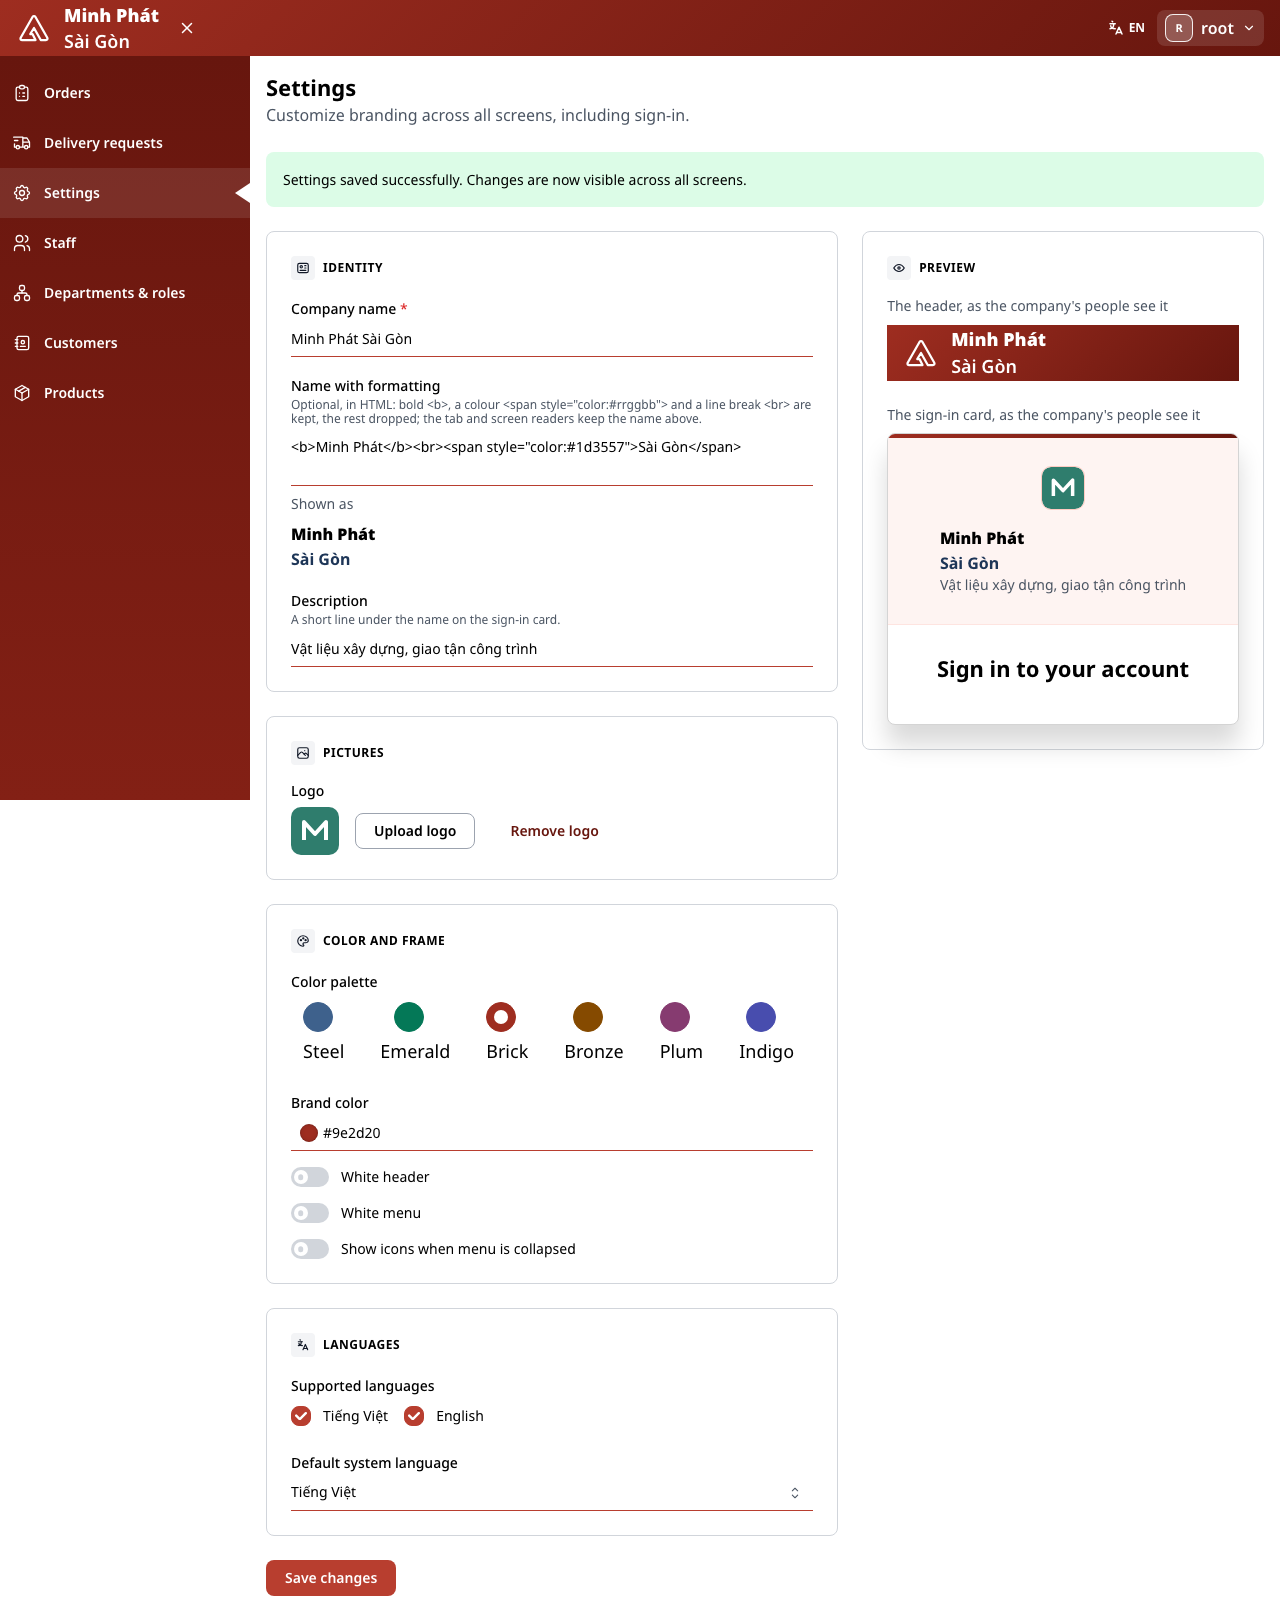 Minh Phát
Sài Gòn
EN
R
root
Orders
Delivery requests
Settings
Staff
Departments & roles
Customers
Products
Settings
Customize branding across all screens, including sign-in.
Settings saved successfully. Changes are now visible across all screens.
IDENTITY
Company name *
Minh Phát Sài Gòn
Name with formatting
Optional, in HTML: bold <b>, a colour <span style="color:#rrggbb"> and a line break <br> are
kept, the rest dropped; the tab and screen readers keep the name above.
<b>Minh Phát</b><br><span style="color:#1d3557">Sài Gòn</span>
Shown as
Minh Phát
Sài Gòn
Description
A short line under the name on the sign-in card.
Vật liệu xây dựng, giao tận công trình
PICTURES
Logo
M
Upload logo
Remove logo
COLOR AND FRAME
Color palette
Steel
Emerald
Brick
Bronze
Plum
Indigo
Brand color
#9e2d20
White header
White menu
Show icons when menu is collapsed
LANGUAGES
Supported languages
Tiếng Việt
English
Default system language
Tiếng Việt
Save changes
PREVIEW
The header, as the company's people see it
Minh Phát
Sài Gòn
The sign-in card, as the company's people see it
M
Minh Phát
Sài Gòn
Vật liệu xây dựng, giao tận công trình
Sign in to your account